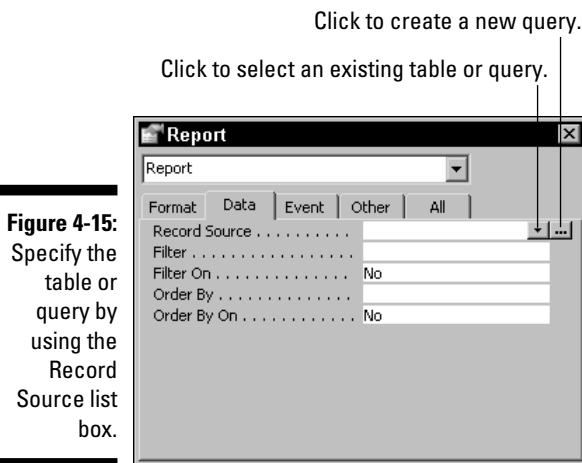 Click to create a new query.
Click to select an existing table or query.
Report
Report
Format Data Event Other All
Record Source . . . . . . . . . .
Filter . . . . . . . . . . . . . . . . .
Filter On . . . . . . . . . . . . . . No
Order By . . . . . . . . . . . . . .
Order By On . . . . . . . . . . . . No
Figure 4-15:
Specify the
table or
query by
using the
Record
Source list
box.